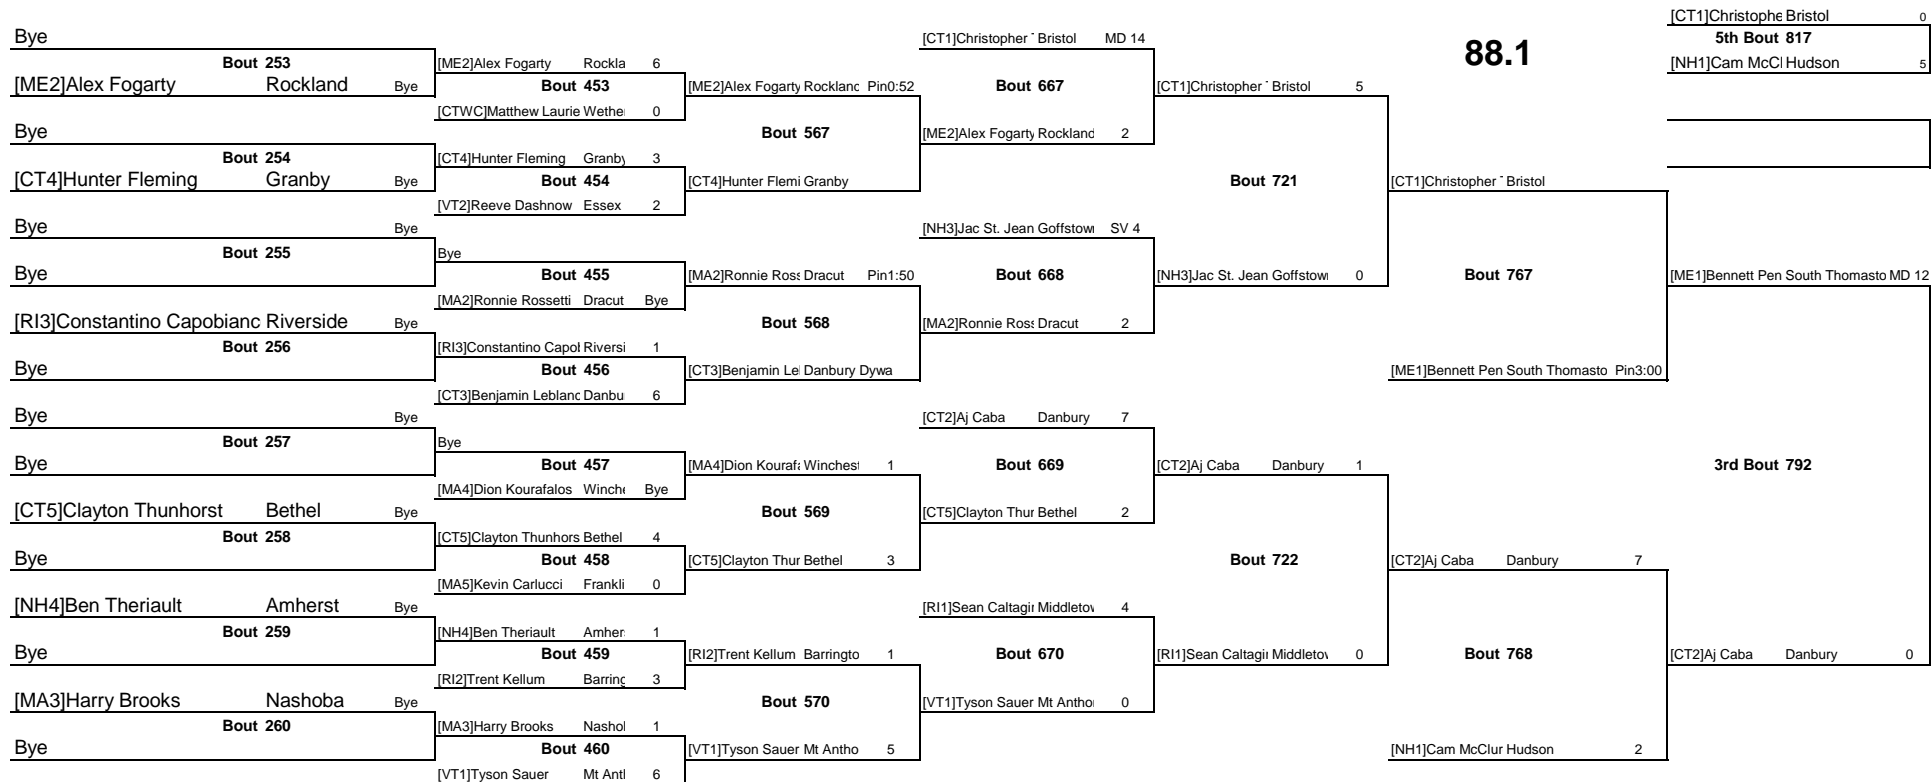 [CT1]Christophe Bristol 0
Bye
[CT1]Christopher T Bristol MD 14
88.1
5th Bout 817
Bout 253
[ME2]Alex Fogarty Rockla 6
[NH1]Cam McCl Hudson 5
[ME2]Alex Fogarty Rockland Bye
Bout 453
[ME2]Alex Fogarty Rockland Pin0:52
Bout 667
[CT1]Christopher T Bristol 5
[CTWC]Matthew Laurie Wethe 0
Bye
Bout 567
[ME2]Alex Fogarty Rockland 2
Bout 254
[CT4]Hunter Fleming Granby 3
[CT4]Hunter Fleming Granby Bye
Bout 454
[CT4]Hunter Flemi Granby
Bout 721
[CT1]Christopher T Bristol
[VT2]Reeve Dashnow Essex 2
Bye Bye
[NH3]Jac St. Jean Goffstow SV 4
Bout 255
Bye
Bye
Bout 455
[MA2]Ronnie Ross Dracut Pin1:50
Bout 668
[NH3]Jac St. Jean Goffstow 0
Bout 767
[ME1]Bennett Pen South Thomasto MD 12
[MA2]Ronnie Rossetti Dracut Bye
[RI3]Constantino Capobianc Riverside Bye
Bout 568
[MA2]Ronnie Ross Dracut 2
Bout 256
[RI3]Constantino Capob Riversi 1
Bye
Bout 456
[CT3]Benjamin Le Danbury Dywa
[ME1]Bennett Pen South Thomasto Pin3:00
[CT3]Benjamin Leblanc Danbu 6
Bye Bye
[CT2]Aj Caba Danbury 7
Bout 257
Bye
Bye
Bout 457
[MA4]Dion Kourafa Winchest 1
Bout 669
[CT2]Aj Caba Danbury 1
3rd Bout 792
[MA4]Dion Kourafalos Winche Bye
[CT5]Clayton Thunhorst Bethel Bye
Bout 569
[CT5]Clayton Thur Bethel 2
Bout 258
[CT5]Clayton Thunhors Bethel 4
Bye
Bout 458
[CT5]Clayton Thur Bethel 3
Bout 722
[CT2]Aj Caba Danbury 7
[MA5]Kevin Carlucci Frankli 0
[NH4]Ben Theriault Amherst Bye
[RI1]Sean Caltagir Middletov 4
Bout 259
[NH4]Ben Theriault Amher 1
Bye
Bout 459
[RI2]Trent Kellum Barringto 1
Bout 670
[RI1]Sean Caltagir Middletov 0
Bout 768
[CT2]Aj Caba Danbury 0
[RI2]Trent Kellum Barring 3
[MA3]Harry Brooks Nashoba Bye
Bout 570
[VT1]Tyson Sauer Mt Antho 0
Bout 260
[MA3]Harry Brooks Nashol 1
Bye
Bout 460
[VT1]Tyson Sauer Mt Antho 5
[NH1]Cam McClur Hudson 2
[VT1]Tyson Sauer Mt Antl 6